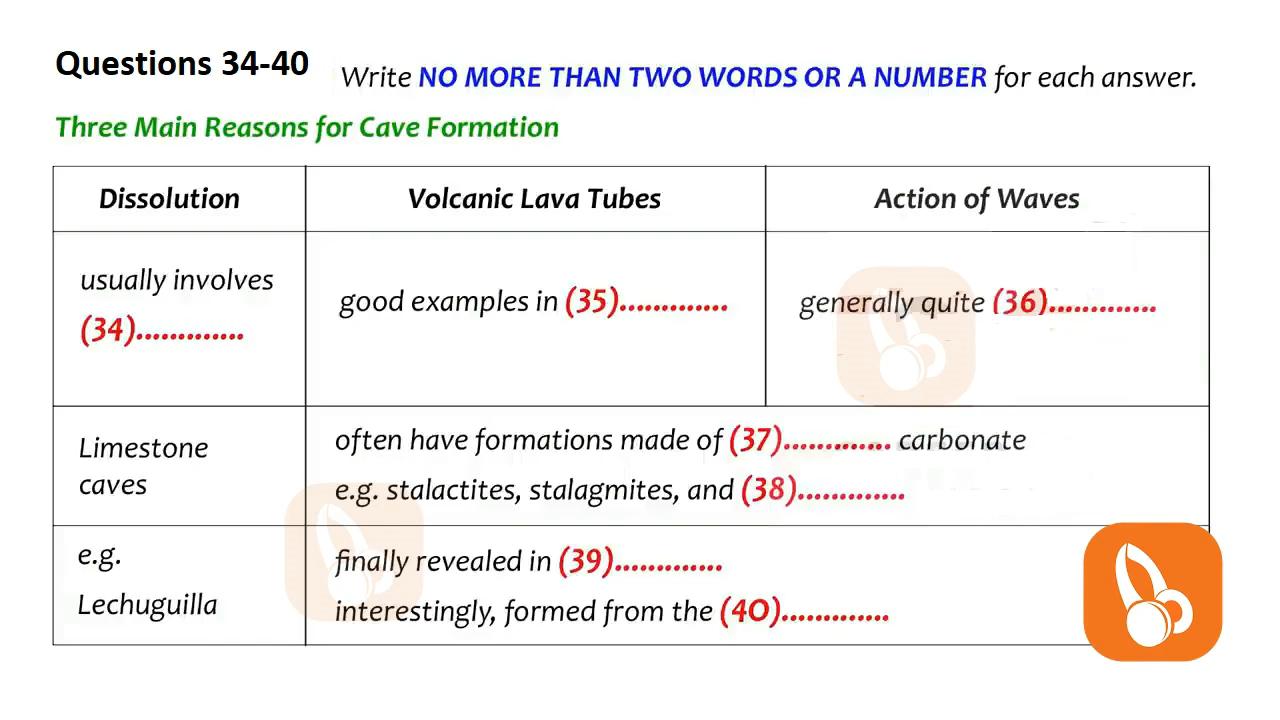 Questions 34-40
Write NO MORE THAN TWO WORDS OR A NUMBER for each answer.
Three Main Reasons for Cave Formation
Dissolution
Volcanic Lava Tubes
Action of Waves
usually involves
(34).............
good examples in (35).............
generally quite (36).............
Limestone
caves
often have formations made of (37)............. carbonate
e.g. stalactites, stalagmites, and (38).............
e.g.
Lechuguilla
finally revealed in (39).............
interestingly, formed from the (40).............